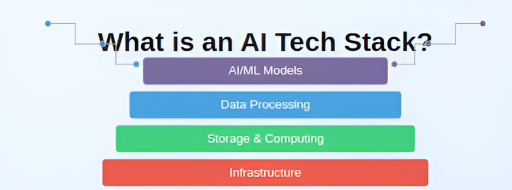 What is an AI Tech Stack?
AI/ML Models
Data Processing
Storage & Computing
Infrastructure